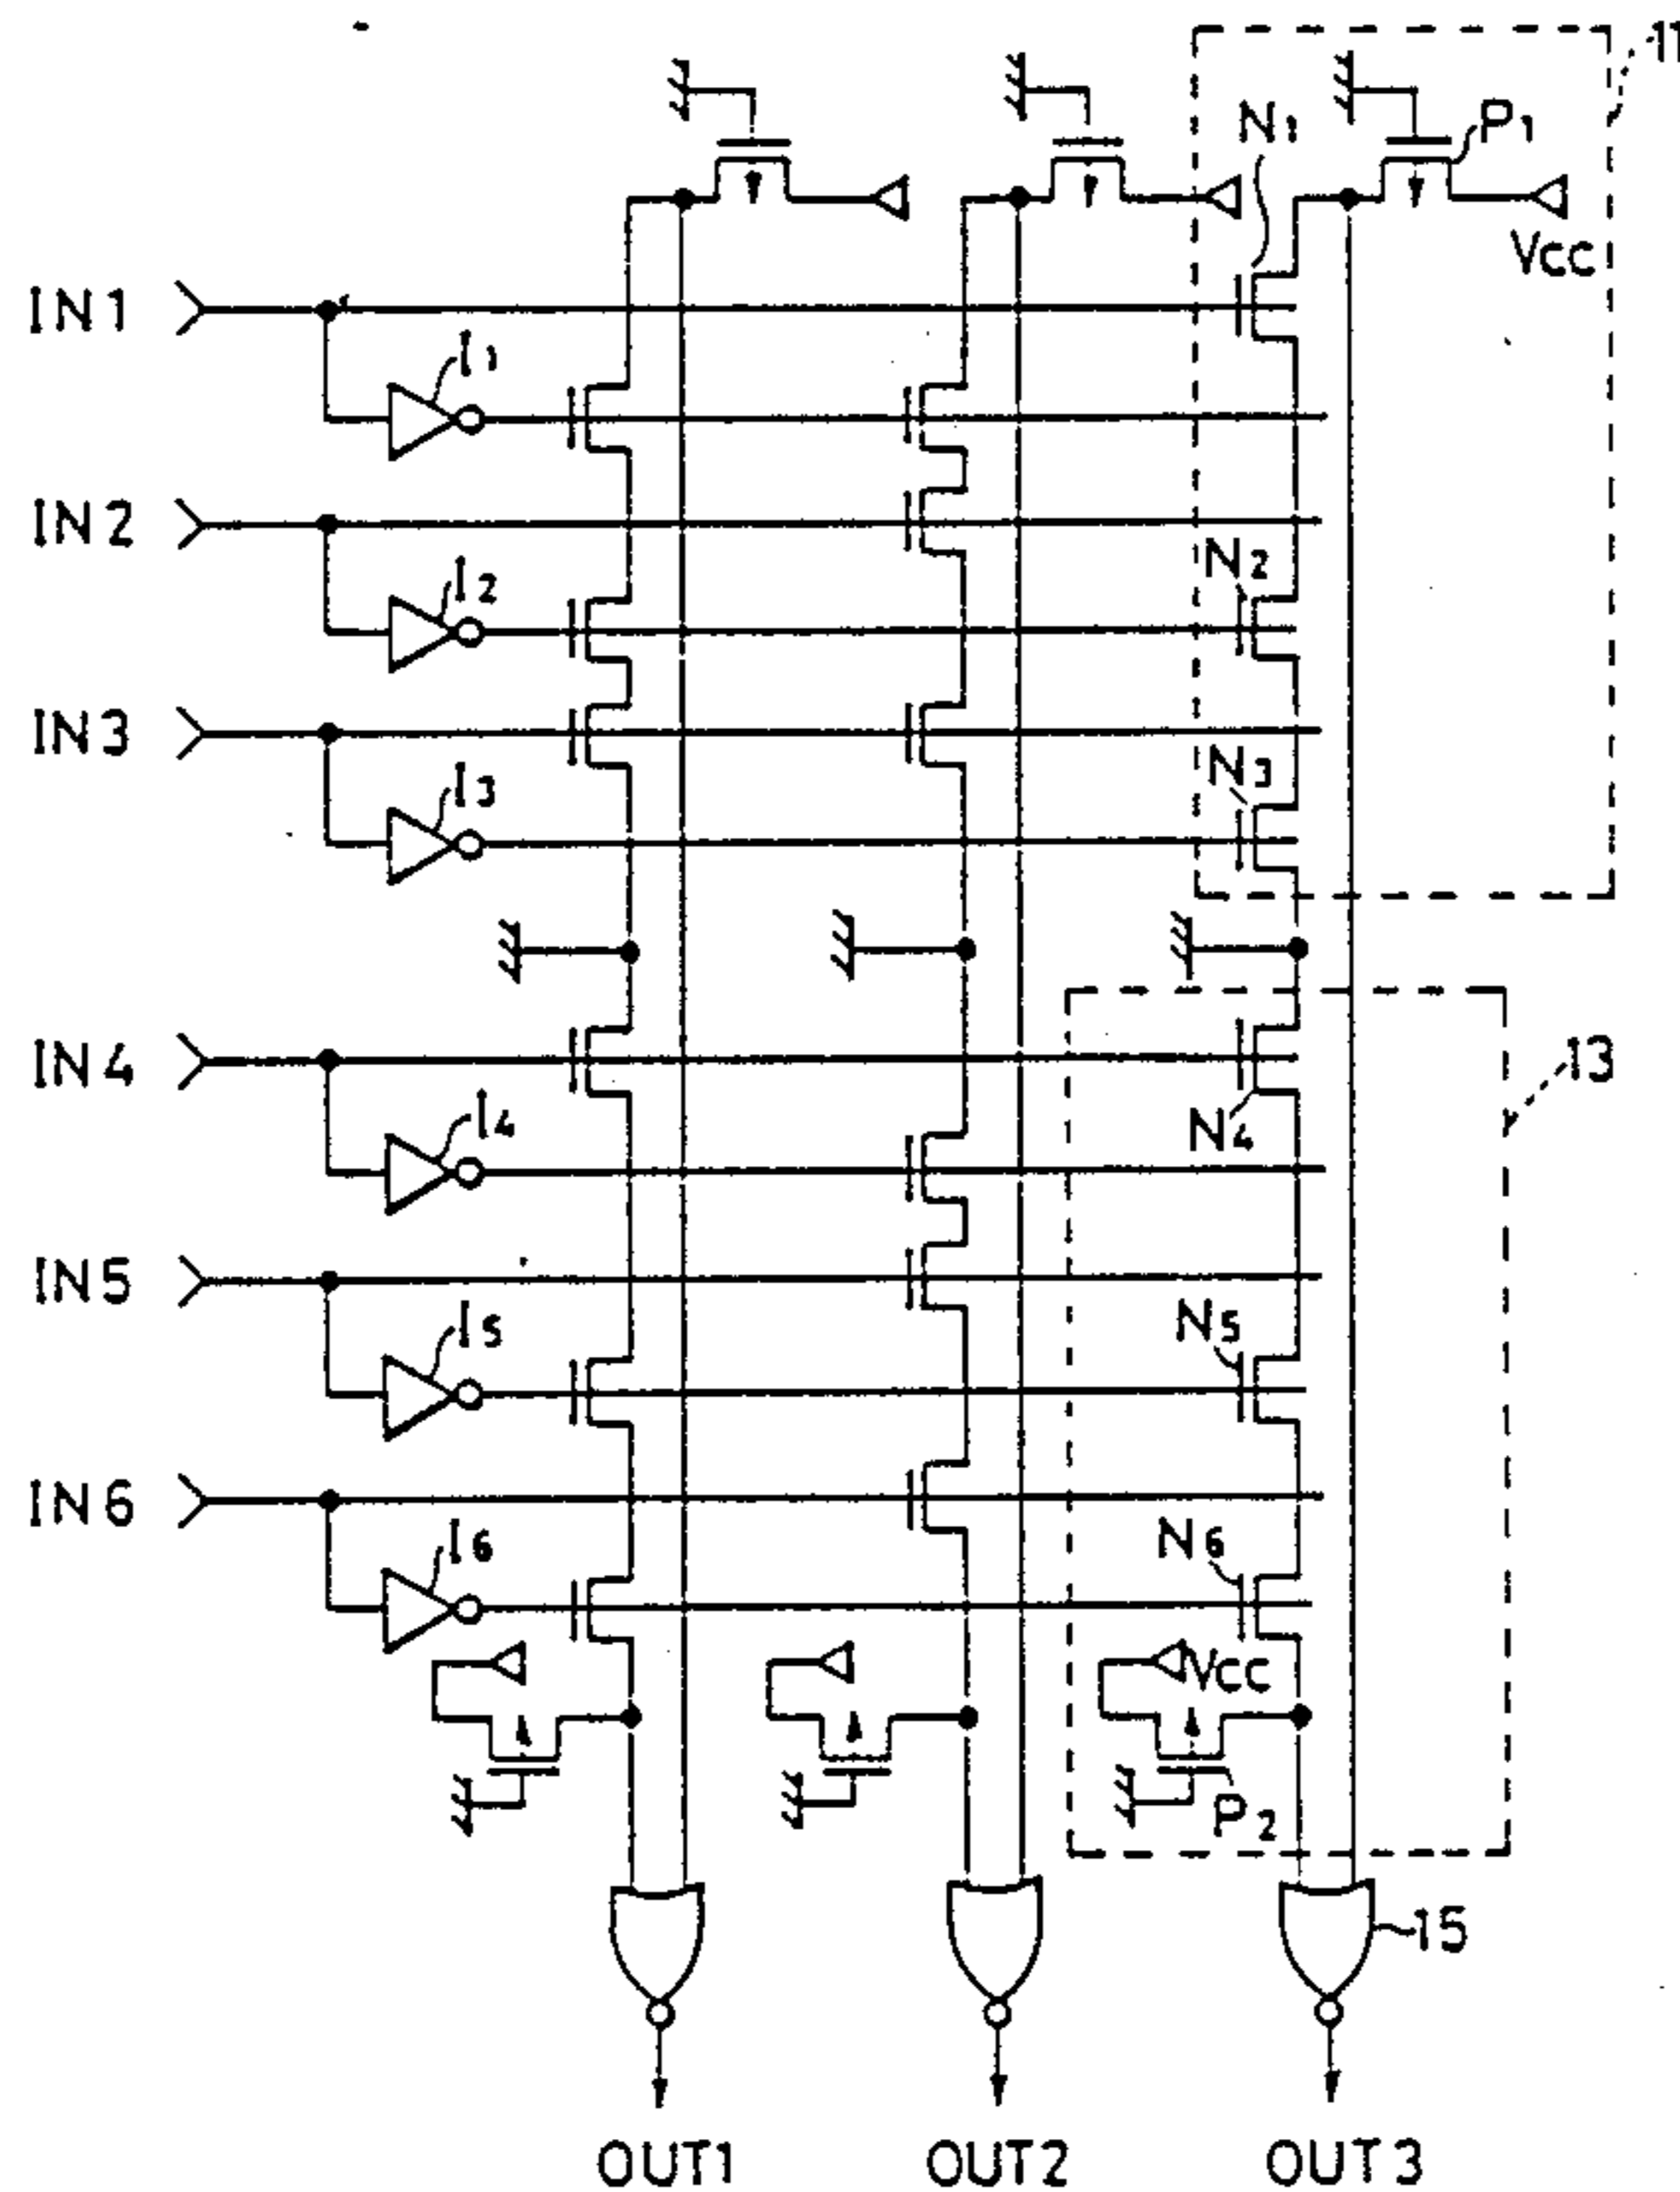 11
N1
P1
VCC
IN1
I1
IN2
I2
N2
IN3
I3
N3
IN4
I4
N4
13
IN5
I5
N5
IN6
I6
N6
VCC
P2
15
OUT1
OUT2
OUT3